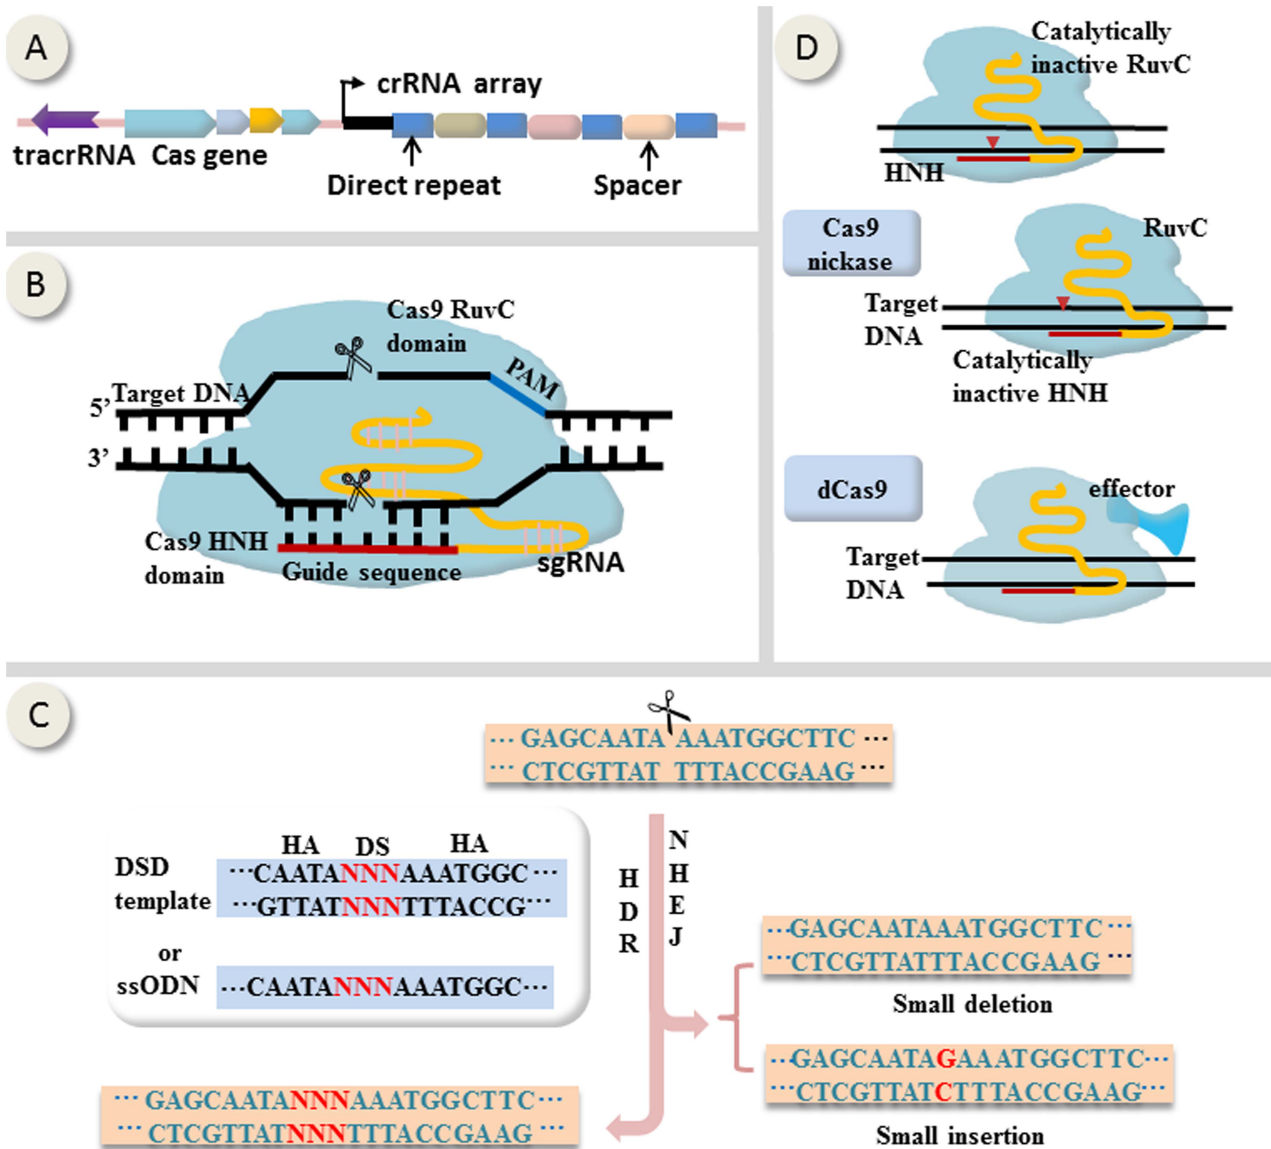 A
crRNA array
tracrRNA Cas gene
Direct repeat
Spacer
B
Cas9 RuvC
domain
PAM
Target DNA
5’
3’
Cas9 HNH
domain
Guide sequence
sgRNA
D
Catalytically
inactive RuvC
HNH
Cas9
nickase
RuvC
Target
DNA
Catalytically
inactive HNH
dCas9
effector
Target
DNA
C
··· GAGCAATA AAATGGCTTC ···
··· CTCGTTAT TTTACCGAAG ···
HA DS HA
DSD
template
···CAATANNNAAATGGC···
···GTTATNNNTTTACCG···
or
ssODN
···CAATANNNAAATGGC···
HDR
NHEJ
···GAGCAATAAATGGCTTC···
···CTCGTTATTTACCGAAG ···
Small deletion
···GAGCAATAGAAATGGCTTC···
···CTCGTTATCTTTACCGAAG···
Small insertion
··· GAGCAATANNNAAATGGCTTC···
··· CTCGTTATNNNTTTACCGAAG ···